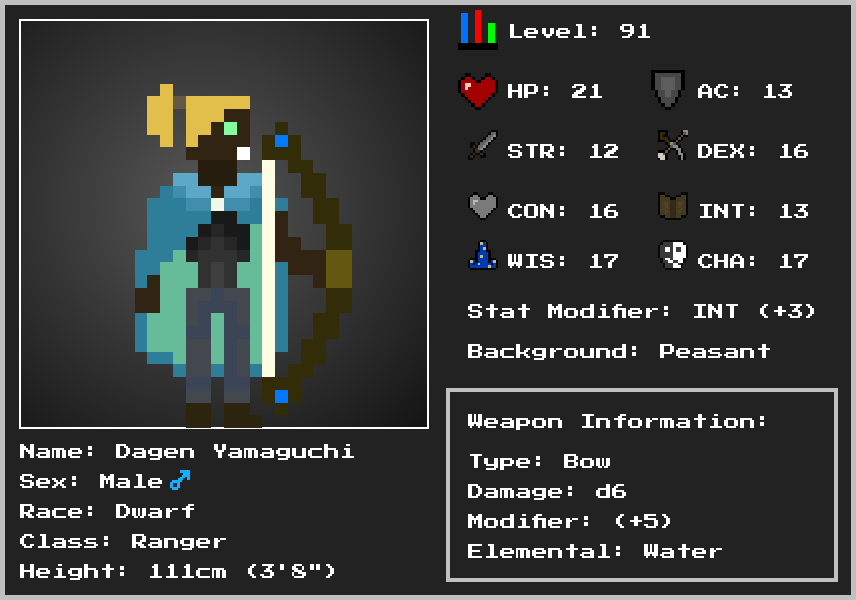 Level: 91
HP: 21
AC: 13
STR: 12
DEX: 16
CON: 16
INT: 13
WIS: 17
CHA: 17
Stat Modifier: INT (+3)
Background: Peasant
Name: Dagen Yamaguchi
Sex: Male ♂
Race: Dwarf
Class: Ranger
Height: 111cm (3'8")
Weapon Information:
Type: Bow
Damage: d6
Modifier: (+5)
Elemental: Water